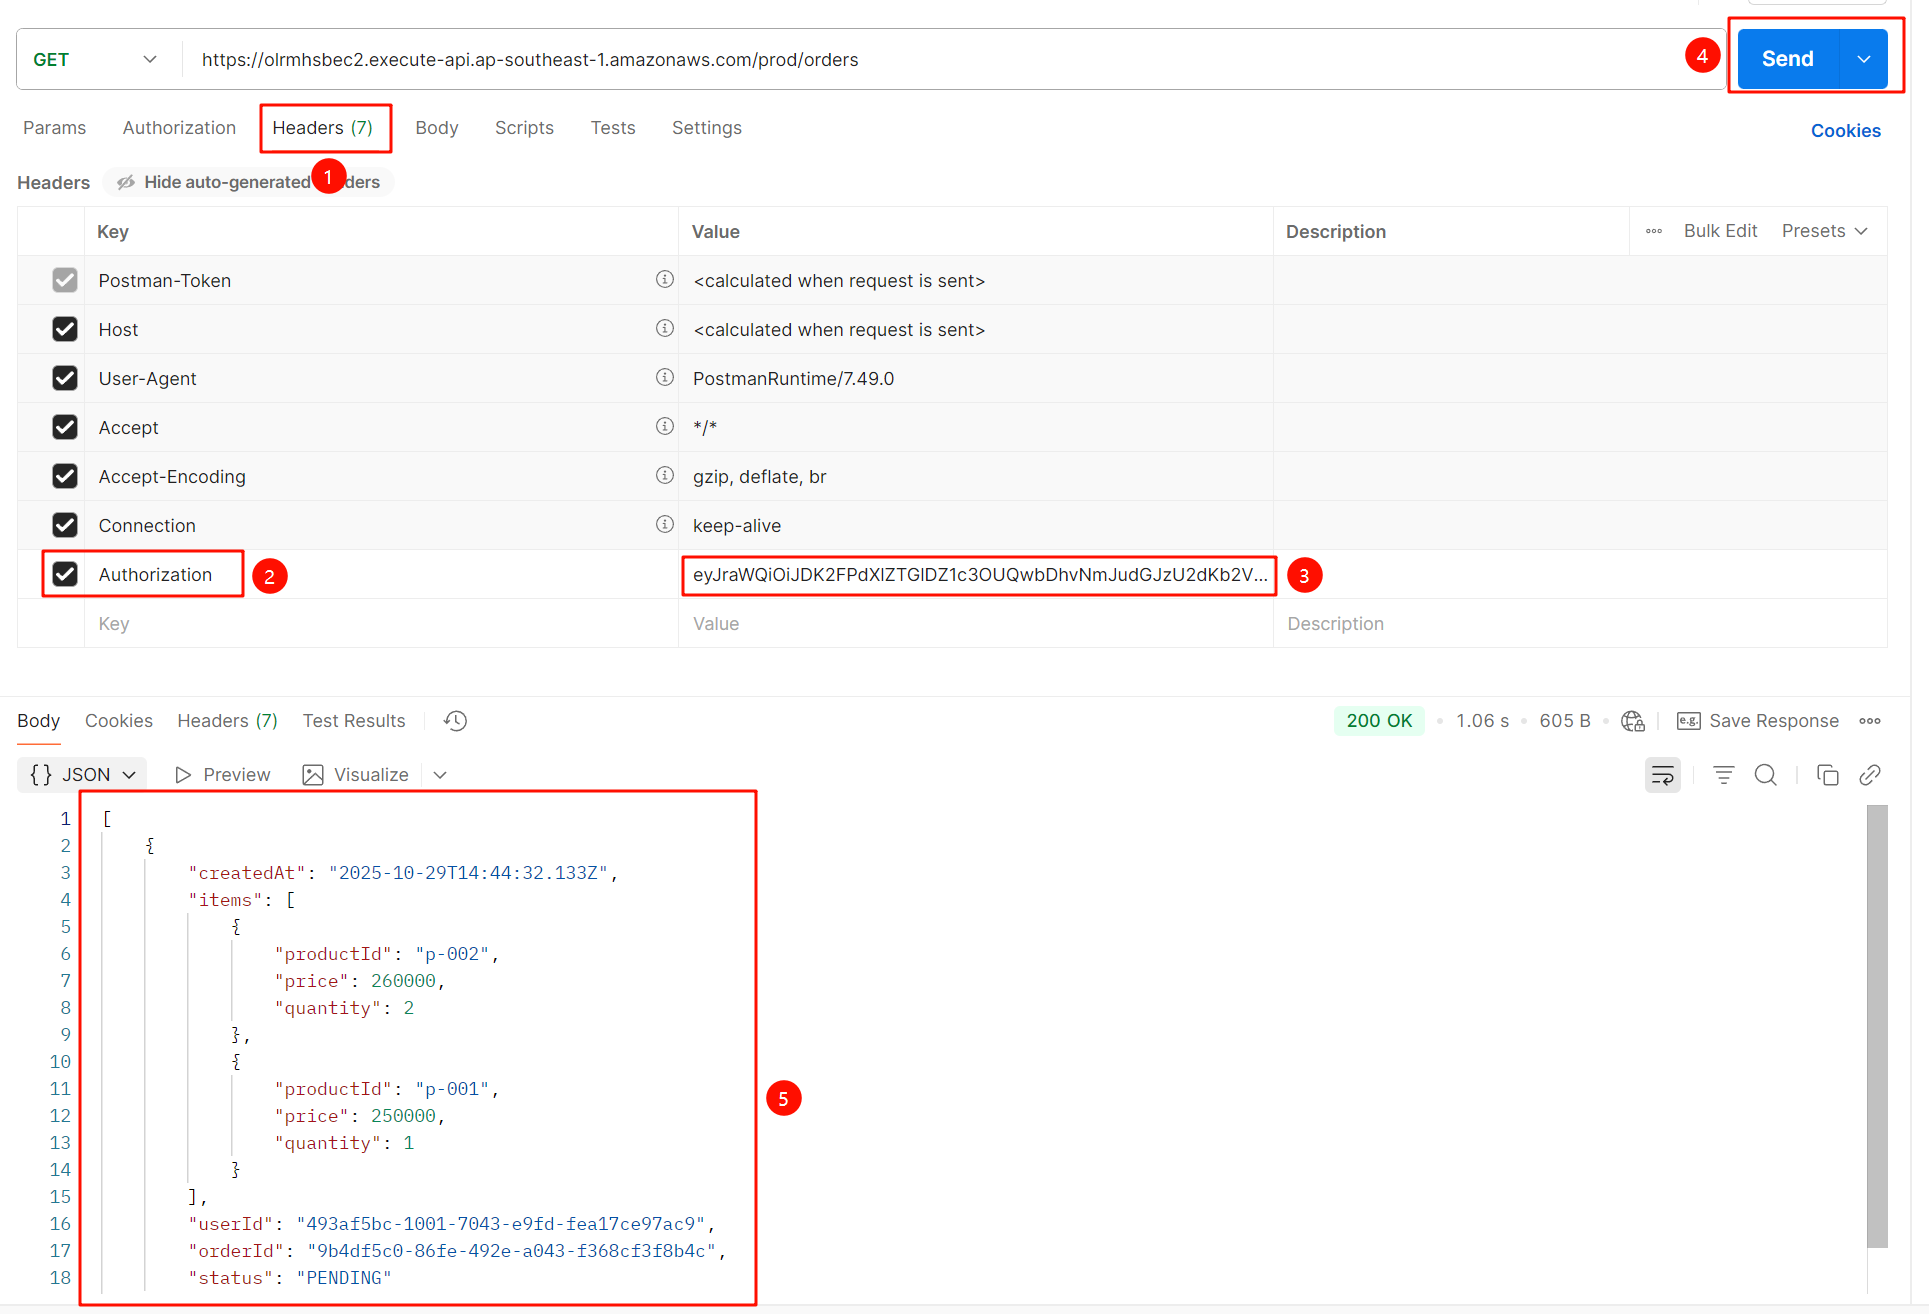 GET https://olrmhsbec2.execute-api.ap-southeast-1.amazonaws.com/prod/orders 4 Send
Params Authorization Headers (7) Body Scripts Tests Settings Cookies
Headers Hide auto-generated 1 ders
Key Value Description Bulk Edit Presets
Postman-Token <calculated when request is sent>
Host <calculated when request is sent>
User-Agent PostmanRuntime/7.49.0
Accept */*
Accept-Encoding gzip, deflate, br
Connection keep-alive
Authorization 2 eyJraWQiOiJDK2FPdXlZTGlDZ1c3OUQwbDhvNmJudGJzU2dKb2V... 3
Key Value Description
Body Cookies Headers (7) Test Results 200 OK 1.06 s 605 B e.g. Save Response
{} JSON Preview Visualize
1 [
2 {
3 "createdAt": "2025-10-29T14:44:32.133Z",
4 "items": [
5 {
6 "productId": "p-002",
7 "price": 260000,
8 "quantity": 2
9 },
10 {
11 "productId": "p-001",
12 "price": 250000,
13 "quantity": 1
14 }
15 ],
16 "userId": "493af5bc-1001-7043-e9fd-fea17ce97ac9",
17 "orderId": "9b4df5c0-86fe-492e-a043-f368cf3f8b4c",
18 "status": "PENDING"
5